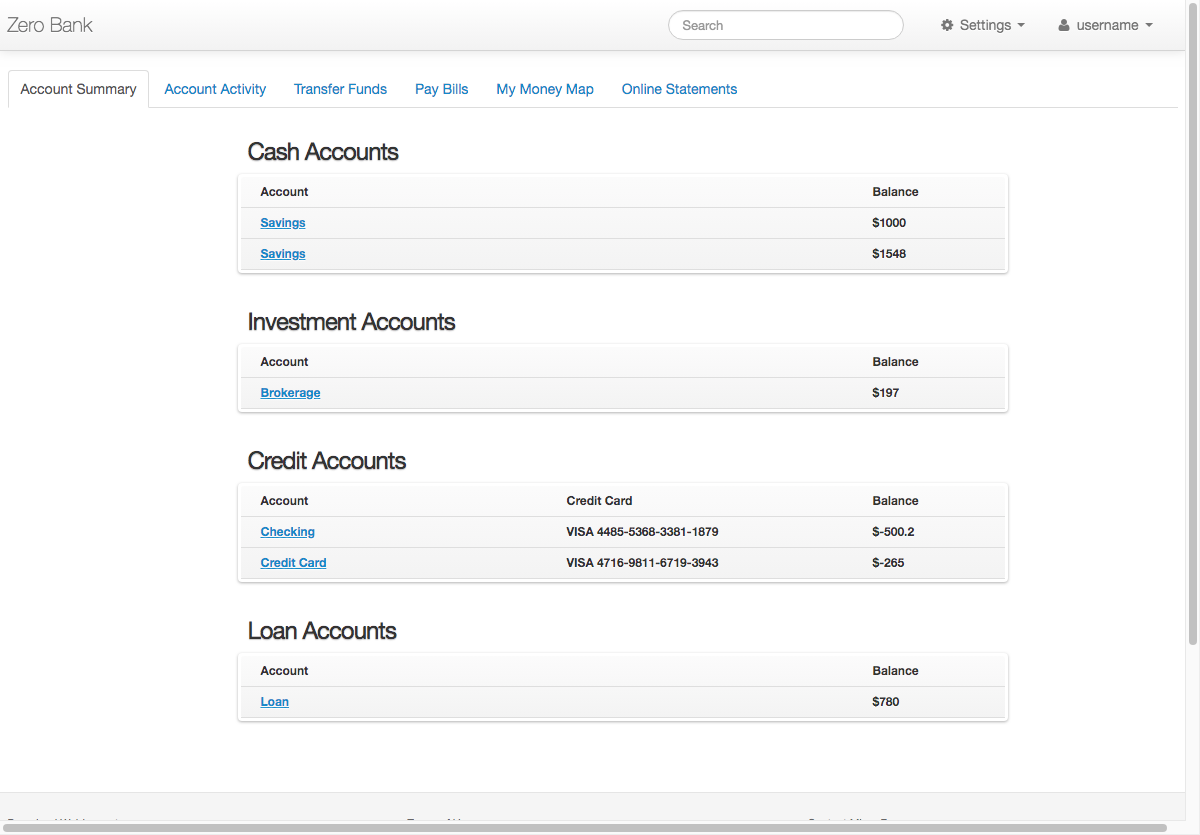 Zero Bank
Search
Settings
username
Account Summary
Account Activity
Transfer Funds
Pay Bills
My Money Map
Online Statements
Cash Accounts
Account Balance
Savings $1000
Savings $1548
Investment Accounts
Account Balance
Brokerage $197
Credit Accounts
Account Credit Card Balance
Checking VISA 4485-5368-3381-1879 $-500.2
Credit Card VISA 4716-9811-6719-3943 $-265
Loan Accounts
Account Balance
Loan $780